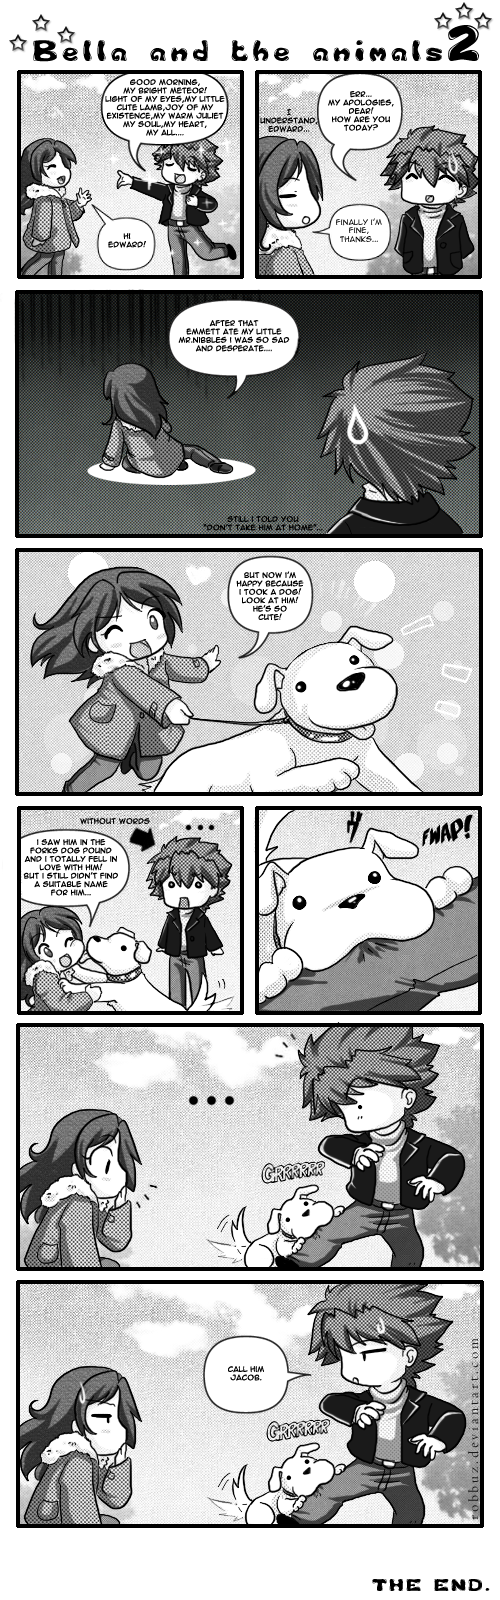 Bella and the animals 2
GOOD MORNING,
MY BRIGHT METEOR!
LIGHT OF MY EYES,MY LITTLE
CUTE LAMB,JOY OF MY
EXISTENCE,MY WARM JULIET
MY SOUL,MY HEART,
MY ALL....
HI
EDWARD!
I
UNDERSTAND,
EDWARD...
ERR...
MY APOLOGIES,
DEAR!
HOW ARE YOU
TODAY?
FINALLY I'M
FINE,
THANKS...
AFTER THAT
EMMETT ATE MY LITTLE
MR.NIBBLES I WAS SO SAD
AND DESPERATE....
STILL I TOLD YOU
"DON'T TAKE HIM AT HOME"...
BUT NOW I'M
HAPPY BECAUSE
I TOOK A DOG!
LOOK AT HIM!
HE'S SO
CUTE!
WITHOUT WORDS
...
I SAW HIM IN THE
FORKS DOG POUND
AND I TOTALLY FELL IN
LOVE WITH HIM!
BUT I STILL DIDN'T FIND
A SUITABLE NAME
FOR HIM...
FWAP!
...
GRRRRRR
CALL HIM
JACOB.
GRRRRRR
robbuz.deviantart.com
THE END.